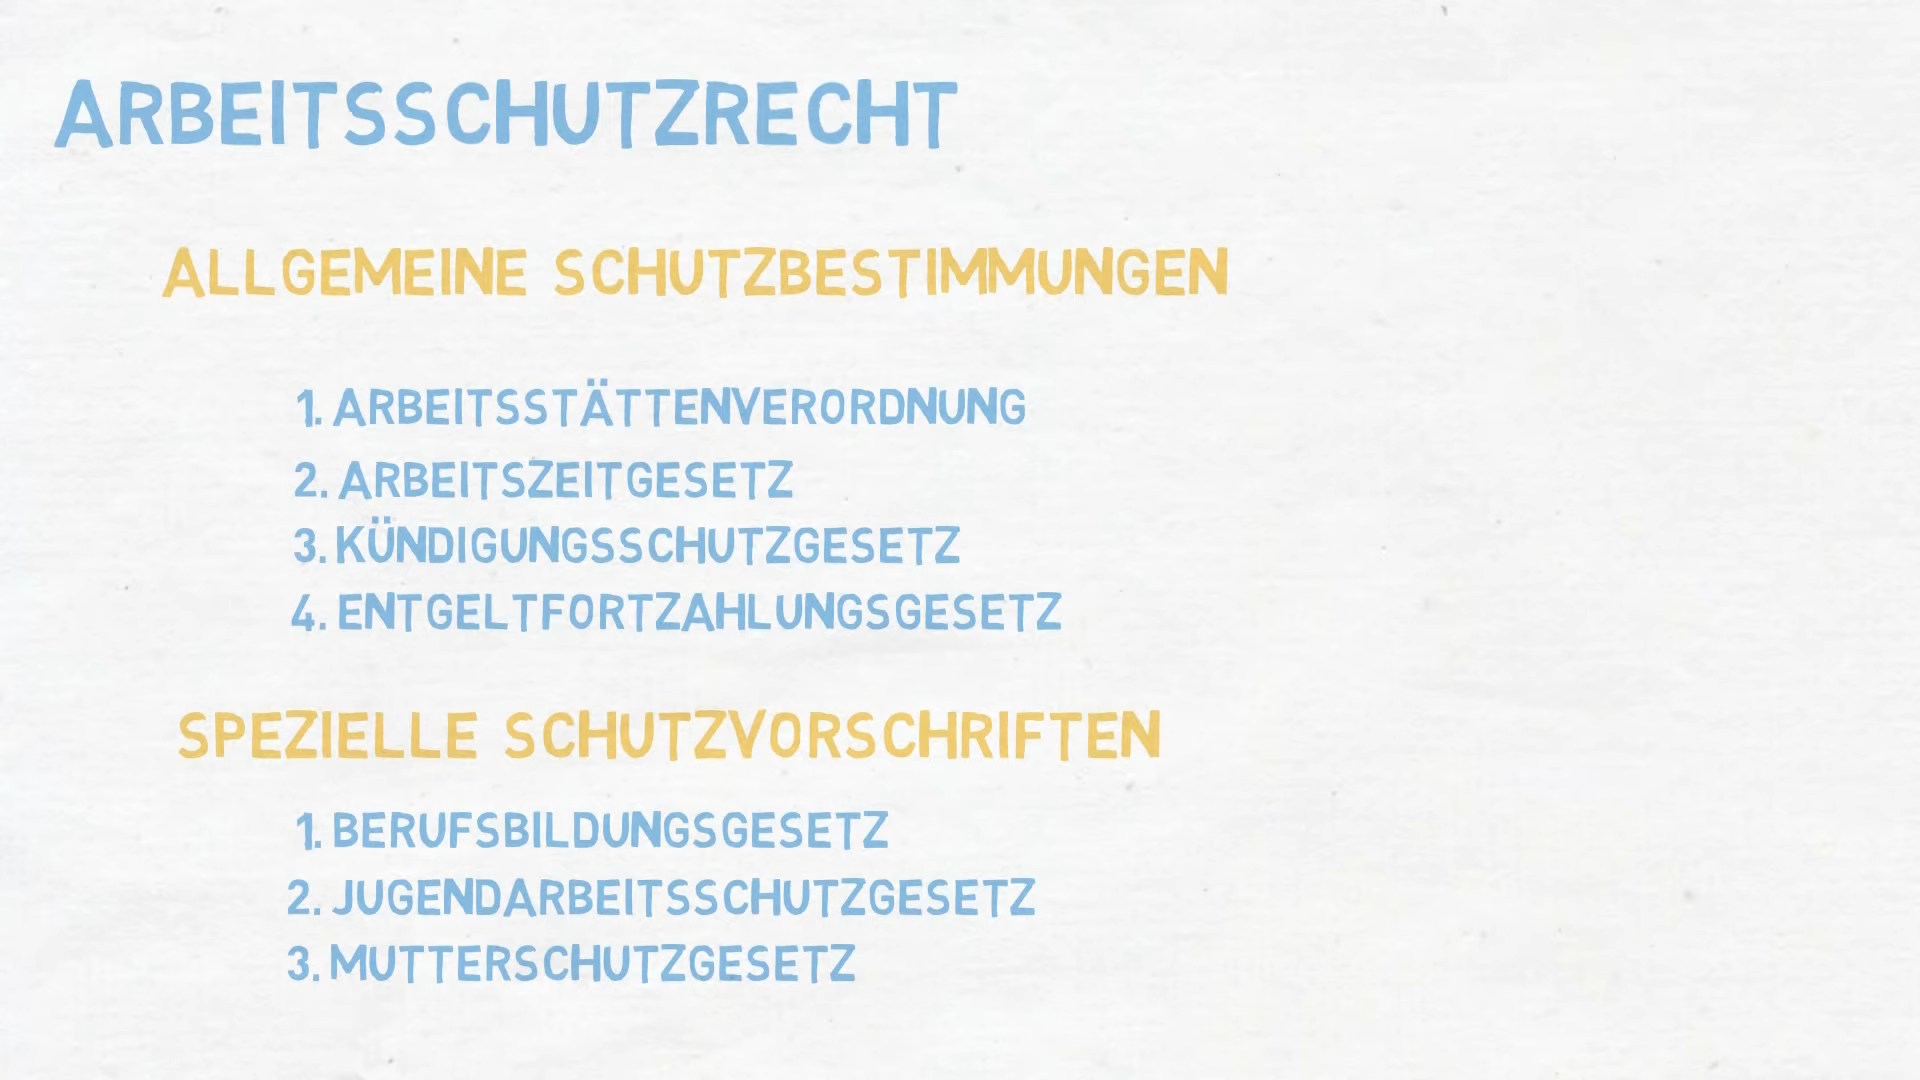 ARBEITSSCHUTZRECHT
ALLGEMEINE SCHUTZBESTIMMUNGEN
1. ARBEITSSTÄTTENVERORDNUNG
2. ARBEITSZEITGESETZ
3. KÜNDIGUNGSSCHUTZGESETZ
4. ENTGELTFORTZAHLUNGSGESETZ
SPEZIELLE SCHUTZVORSCHRIFTEN
1. BERUFSBILDUNGSGESETZ
2. JUGENDARBEITSSCHUTZGESETZ
3. MUTTERSCHUTZGESETZ